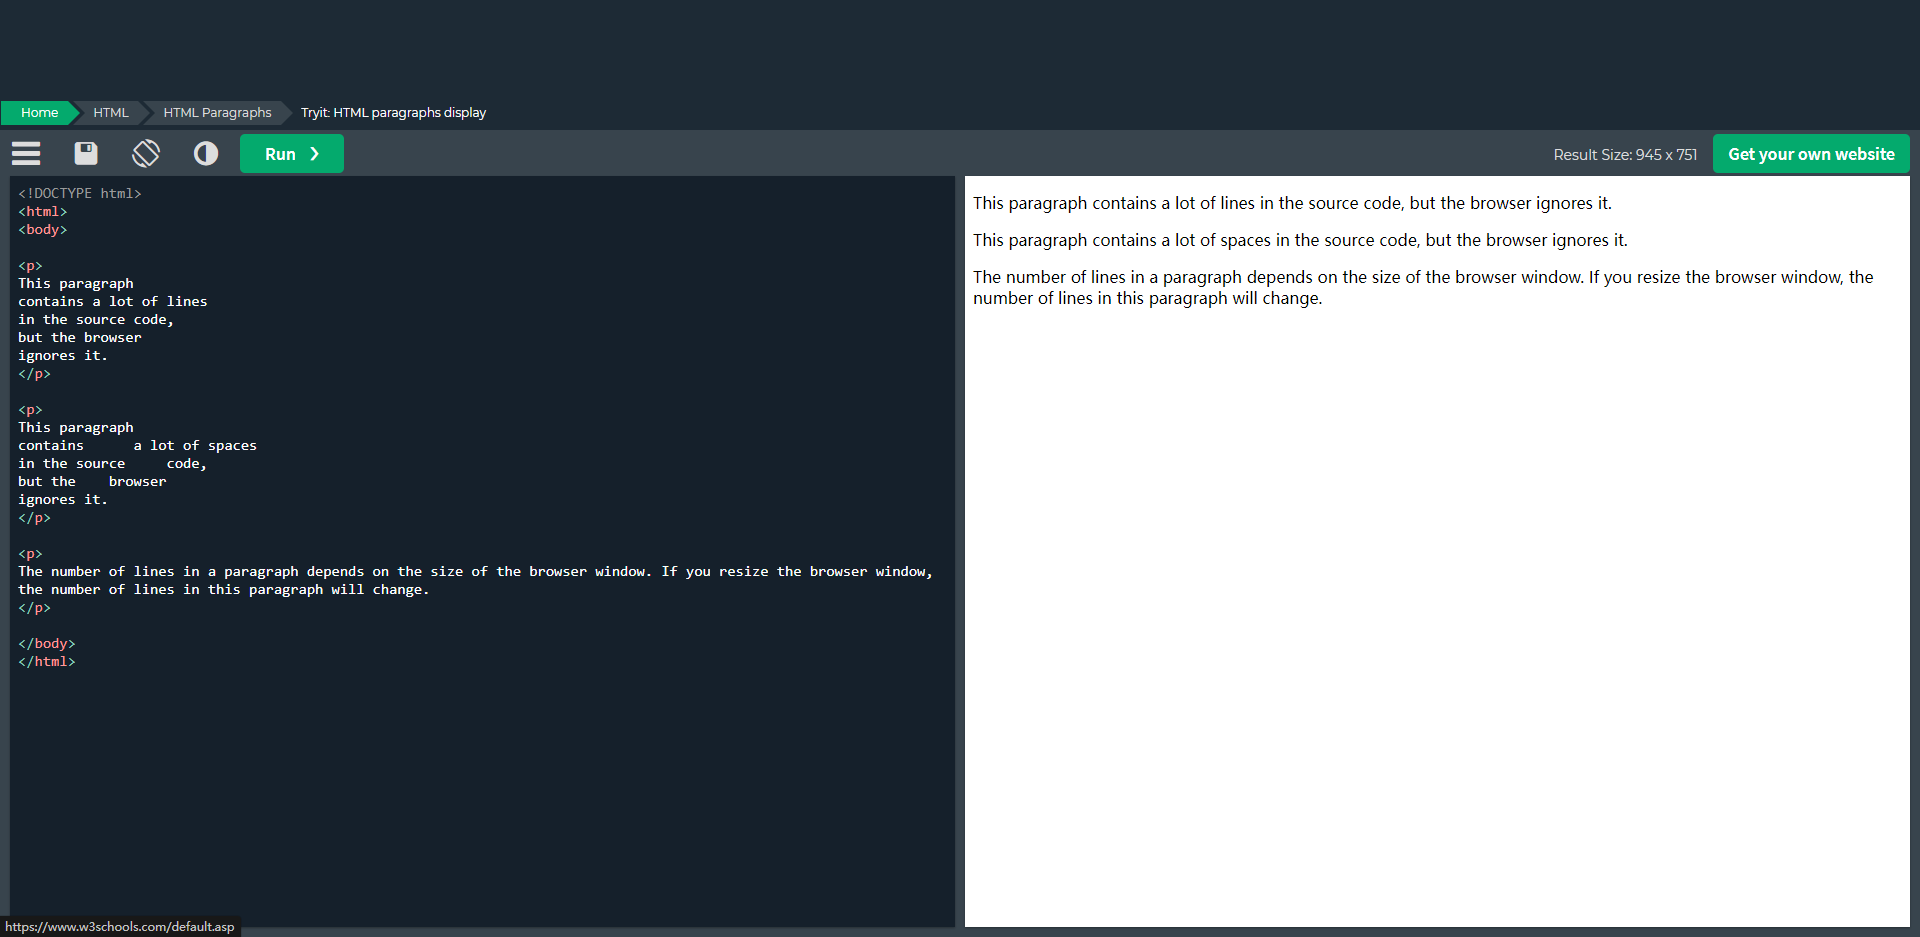 Home HTML HTML Paragraphs Tryit: HTML paragraphs display
Run ❯ Result Size: 945 x 751 Get your own website
<!DOCTYPE html>
<html>
<body>
<p>
This paragraph
contains a lot of lines
in the source code,
but the browser
ignores it.
</p>
<p>
This paragraph
contains      a lot of spaces
in the source     code,
but the    browser
ignores it.
</p>
<p>
The number of lines in a paragraph depends on the size of the browser window. If you resize the browser window,
the number of lines in this paragraph will change.
</p>
</body>
</html>
This paragraph contains a lot of lines in the source code, but the browser ignores it.
This paragraph contains a lot of spaces in the source code, but the browser ignores it.
The number of lines in a paragraph depends on the size of the browser window. If you resize the browser window, the
number of lines in this paragraph will change.
https://www.w3schools.com/default.asp